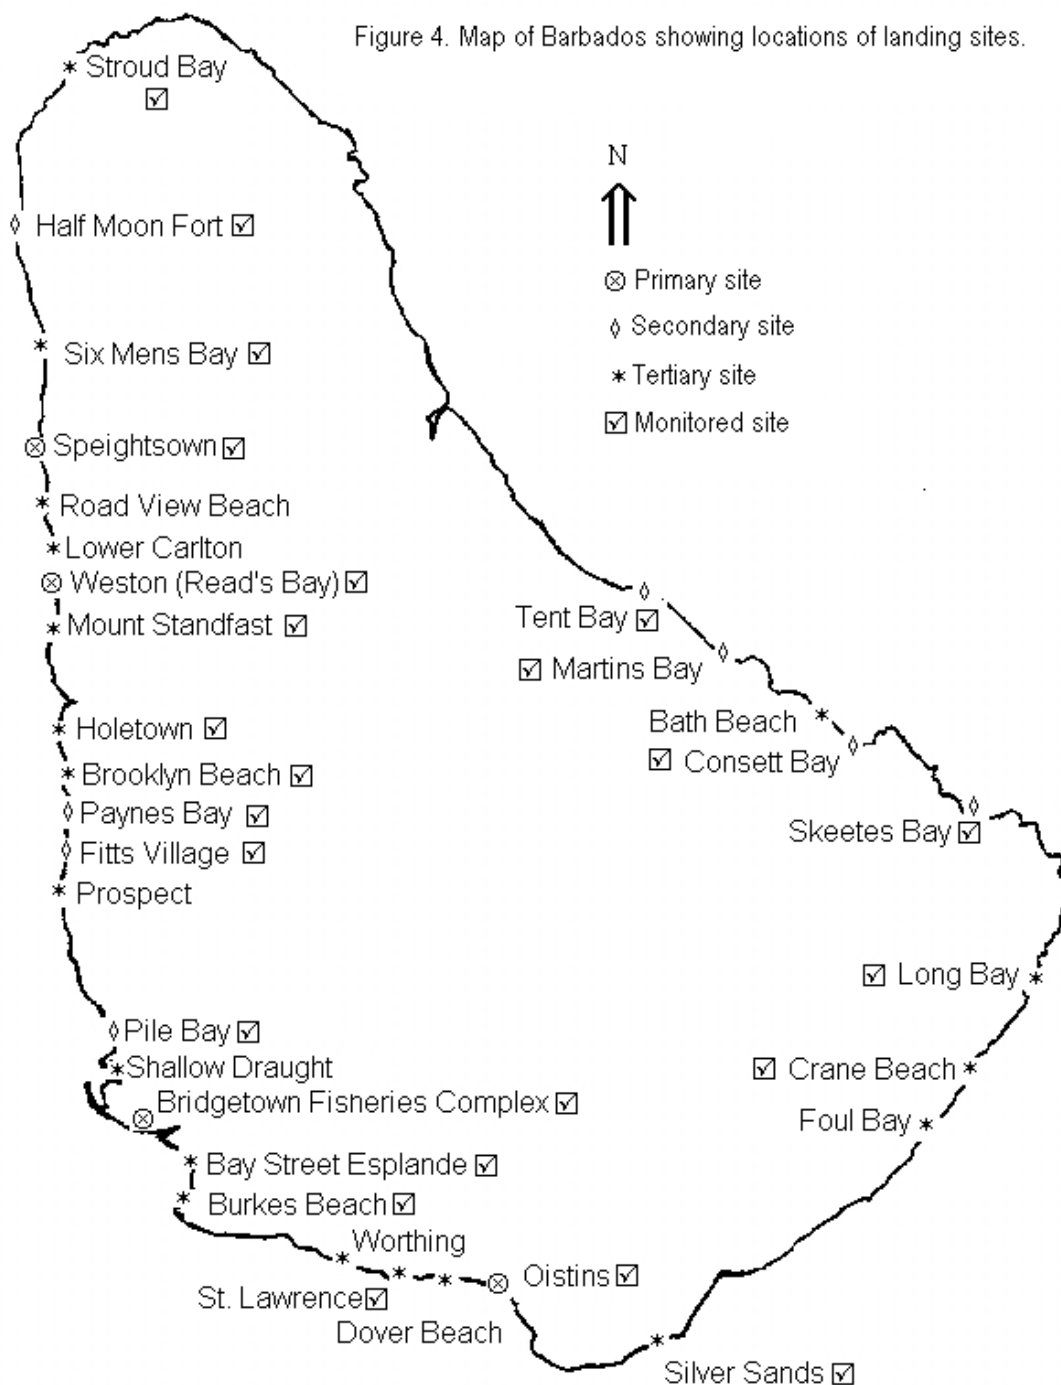 Figure 4. Map of Barbados showing locations of landing sites.
Stroud Bay
N
Half Moon Fort
Primary site
Secondary site
Six Mens Bay
Tertiary site
Monitored site
Speightsown
Road View Beach
Lower Carlton
Weston (Read's Bay)
Mount Standfast
Tent Bay
Martins Bay
Holetown
Bath Beach
Brooklyn Beach
Consett Bay
Paynes Bay
Skeetes Bay
Fitts Village
Prospect
Long Bay
Pile Bay
Shallow Draught
Crane Beach
Bridgetown Fisheries Complex
Foul Bay
Bay Street Esplande
Burkes Beach
Worthing
Oistins
St. Lawrence
Dover Beach
Silver Sands